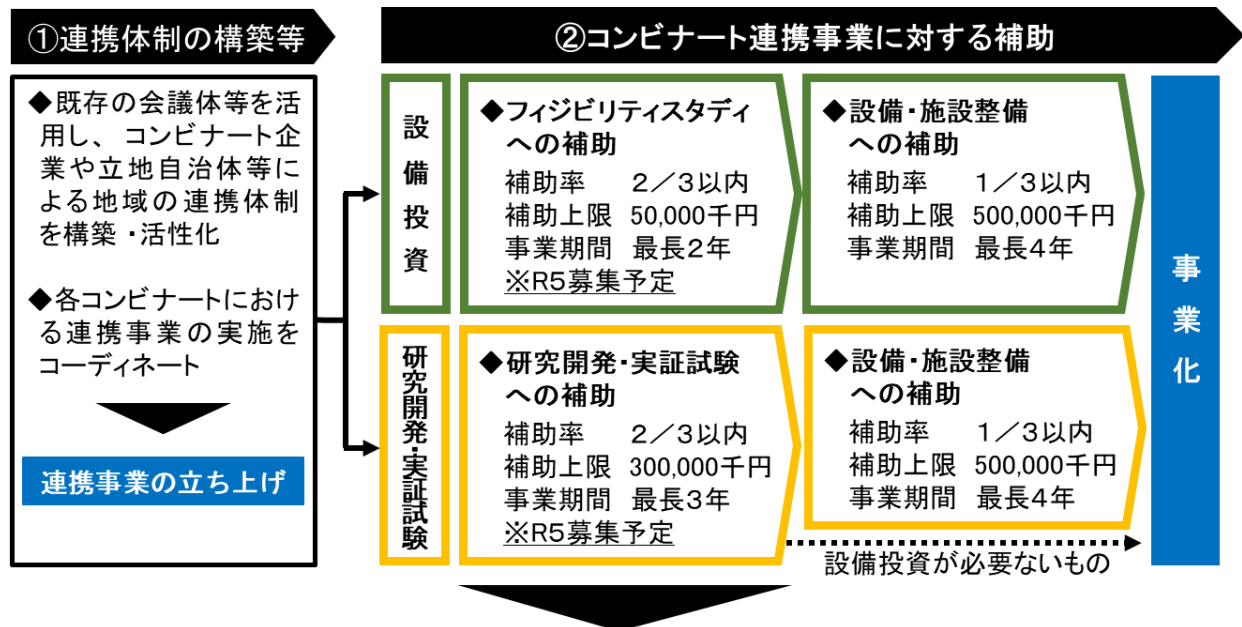 ①連携体制の構築等
◆既存の会議体等を活
用し、コンビナート企
業や立地自治体等に
よる地域の連携体制
を構築・活性化
◆各コンビナートにおけ
る連携事業の実施を
コーディネート
連携事業の立ち上げ
②コンビナート連携事業に対する補助
設備投資
◆フィジビリティスタディ
への補助
補助率 2／3以内
補助上限 50,000千円
事業期間 最長2年
※R5募集予定
◆設備・施設整備
への補助
補助率 1／3以内
補助上限 500,000千円
事業期間 最長4年
研究開発・実証試験
◆研究開発・実証試験
への補助
補助率 2／3以内
補助上限 300,000千円
事業期間 最長3年
※R5募集予定
◆設備・施設整備
への補助
補助率 1／3以内
補助上限 500,000千円
事業期間 最長4年
設備投資が必要ないもの
事業化